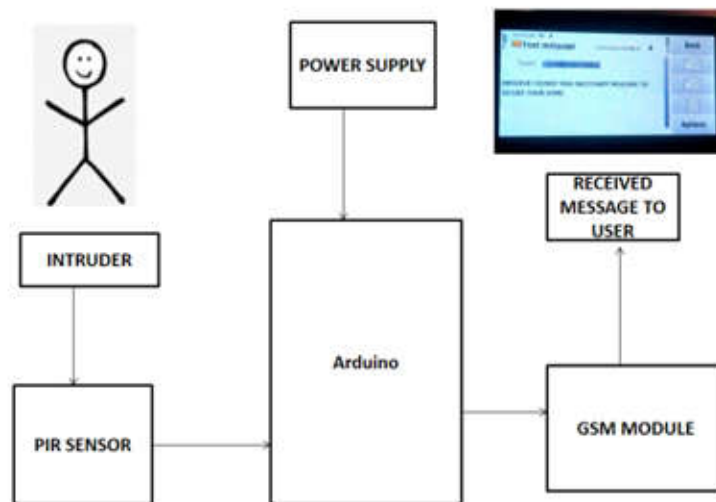 POWER SUPPLY
RECEIVED
MESSAGE TO
USER
INTRUDER
Arduino
PIR SENSOR
GSM MODULE